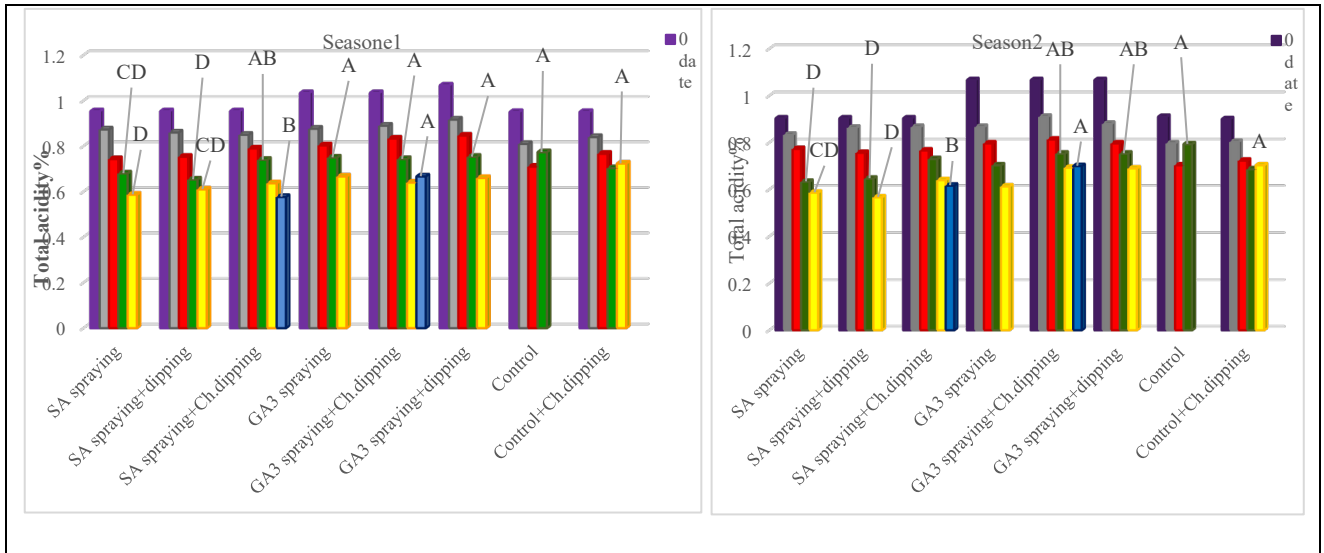 Seasone1
0
da
te
1.2
1
0.8
0.6
0.4
0.2
0
Total acidity%
CD
D
AB
A
A
A
A
A
D
CD
B
A
SA spraying
SA spraying+dipping
SA spraying+Ch.dipping
GA3 spraying
GA3 spraying+Ch.dipping
GA3 spraying+dipping
Control
Control+Ch.dipping
Season2
0
d
at
e
1.2
1
0.8
0.6
0.4
0.2
0
Total acidity%
D
D
AB
AB
A
CD
D
B
A
A
SA spraying
SA spraying+dipping
SA spraying+Ch.dipping
GA3 spraying
GA3 spraying+Ch.dipping
GA3 spraying+dipping
Control
Control+Ch.dipping